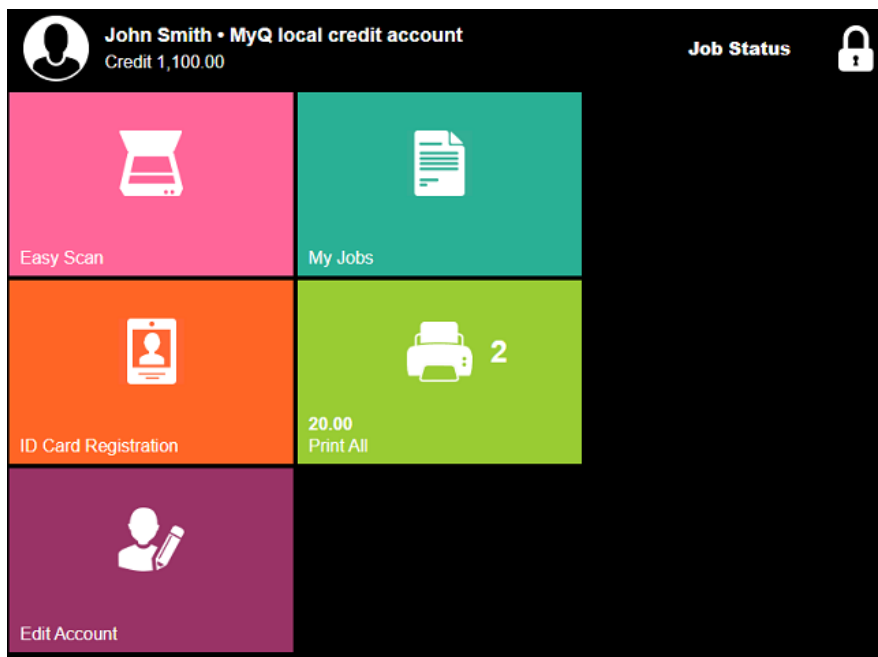 John Smith • MyQ local credit account
Credit 1,100.00
Job Status
Easy Scan
My Jobs
ID Card Registration
2
20.00
Print All
Edit Account